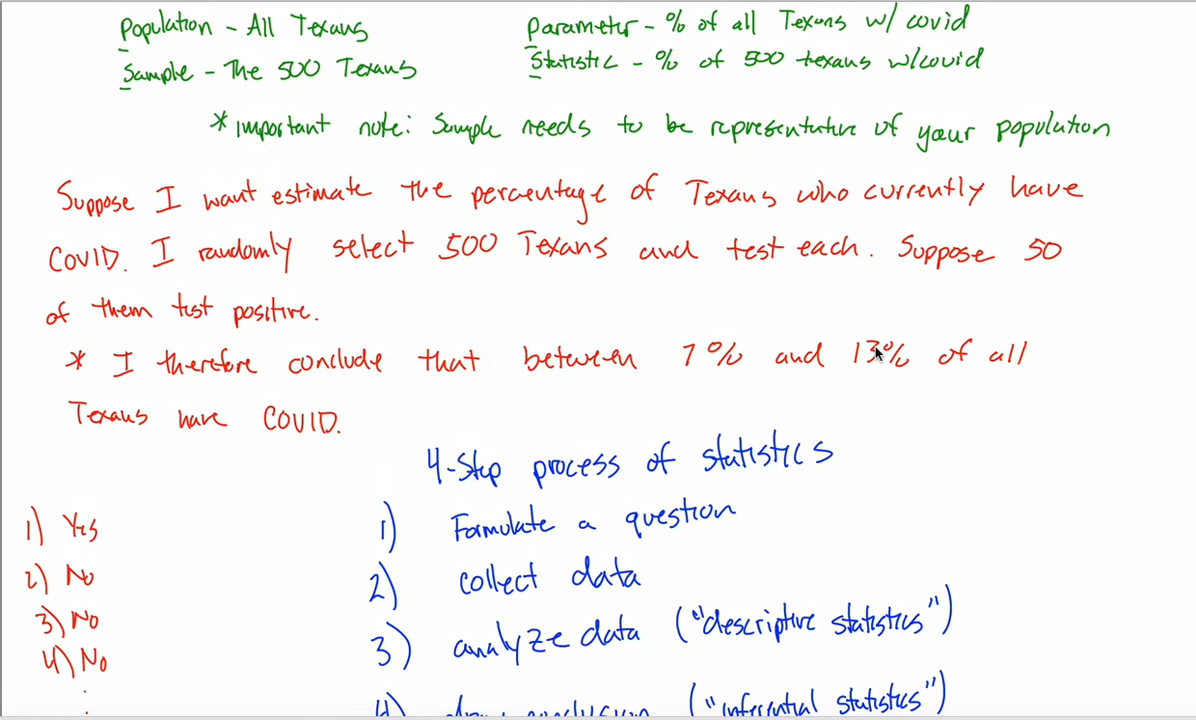 Population - All Texans
Parameter - % of all Texans w/ covid
Sample - The 500 Texans
Statistic - % of 500 texans w/covid
* important note: Sample needs to be representative of your population
Suppose I want estimate the percentage of Texans who currently have
COVID. I randomly select 500 Texans and test each. Suppose 50
of them test positive.
* I therefore conclude that between 7% and 13% of all
Texans have COVID.
4-Step process of statistics
1) Formulate a question
2) collect data
3) analyze data ("descriptive statistics")
4) draw conclusion ("inferential statistics")
1) Yes
2) No
3) No
4) No